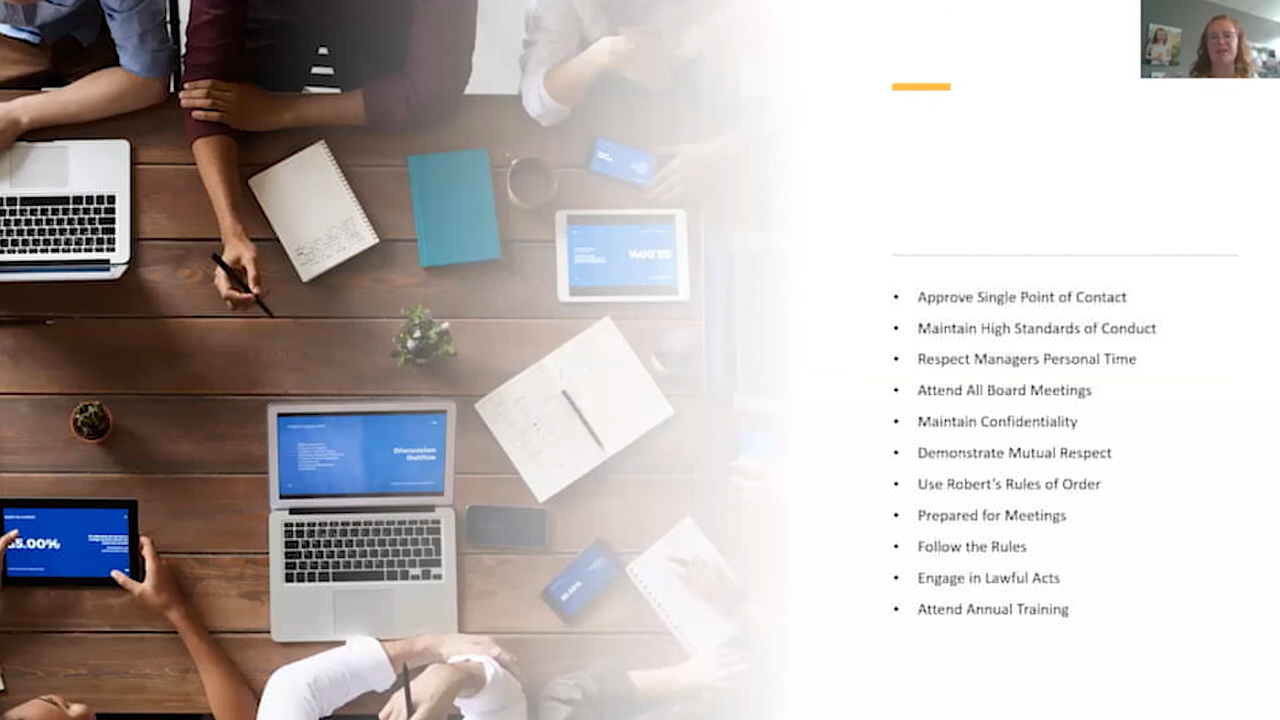 Approve Single Point of Contact
Maintain High Standards of Conduct
Respect Managers Personal Time
Attend All Board Meetings
Maintain Confidentiality
Demonstrate Mutual Respect
Use Robert's Rules of Order
Prepared for Meetings
Follow the Rules
Engage in Lawful Acts
Attend Annual Training
Discussion
Outline